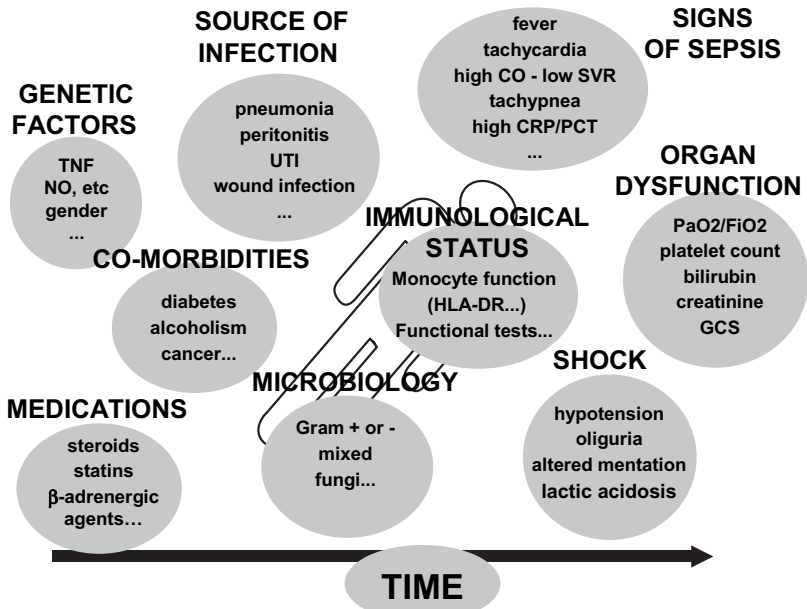 SOURCE OF
INFECTION
pneumonia
peritonitis
UTI
wound infection
...
fever
tachycardia
high CO - low SVR
tachypnea
high CRP/PCT
...
SIGNS
OF SEPSIS
GENETIC
FACTORS
TNF
NO, etc
gender
...
ORGAN
DYSFUNCTION
PaO2/FiO2
platelet count
bilirubin
creatinine
GCS
IMMUNOLOGICAL
STATUS
Monocyte function
(HLA-DR...)
Functional tests...
CO-MORBIDITIES
diabetes
alcoholism
cancer...
MICROBIOLOGY
Gram + or -
mixed
fungi...
SHOCK
hypotension
oliguria
altered mentation
lactic acidosis
MEDICATIONS
steroids
statins
β-adrenergic
agents…
TIME